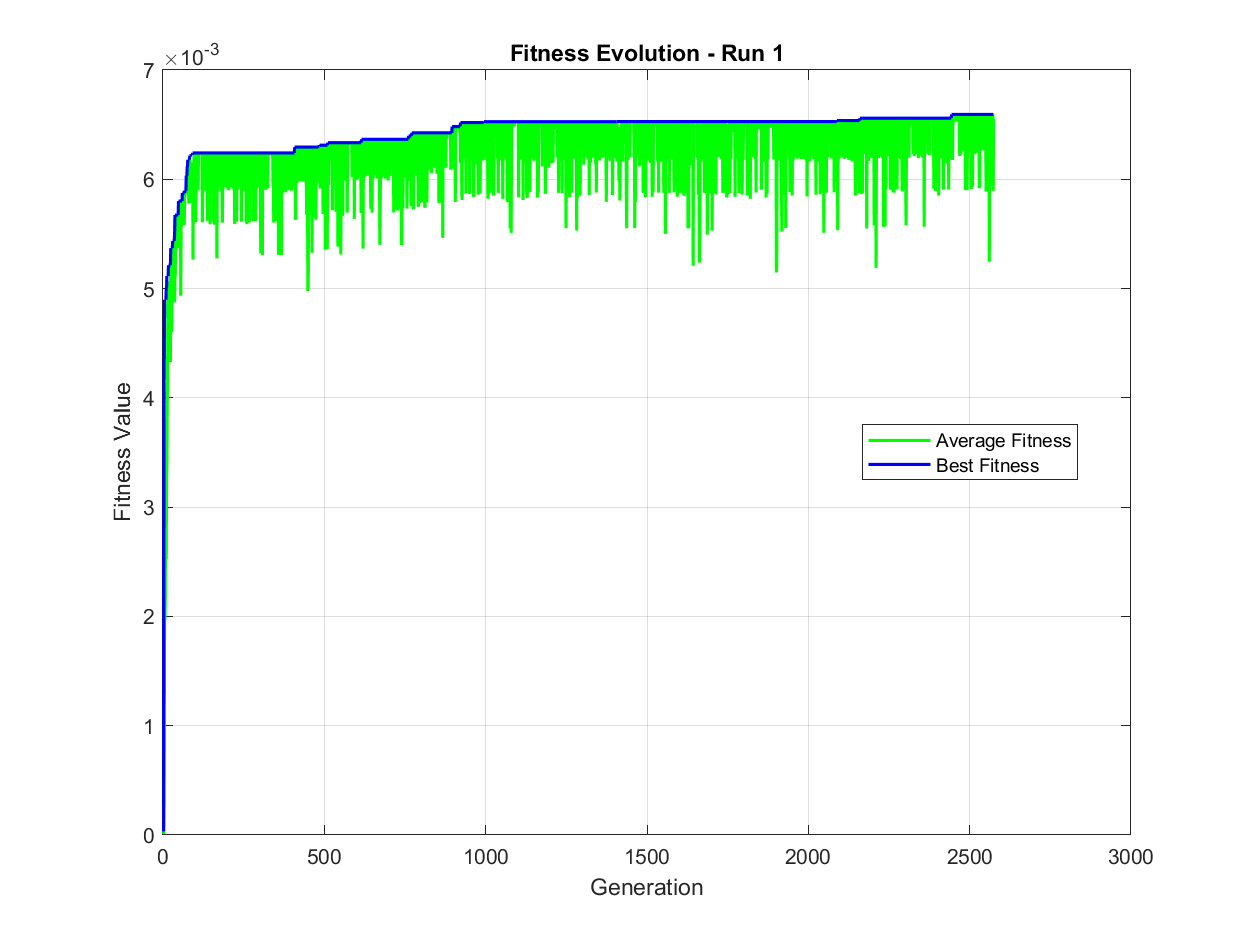 Fitness Evolution - Run 1
×10-3
7
6
5
4
3
2
1
0
Fitness Value
0 500 1000 1500 2000 2500 3000
Generation
Average Fitness
Best Fitness